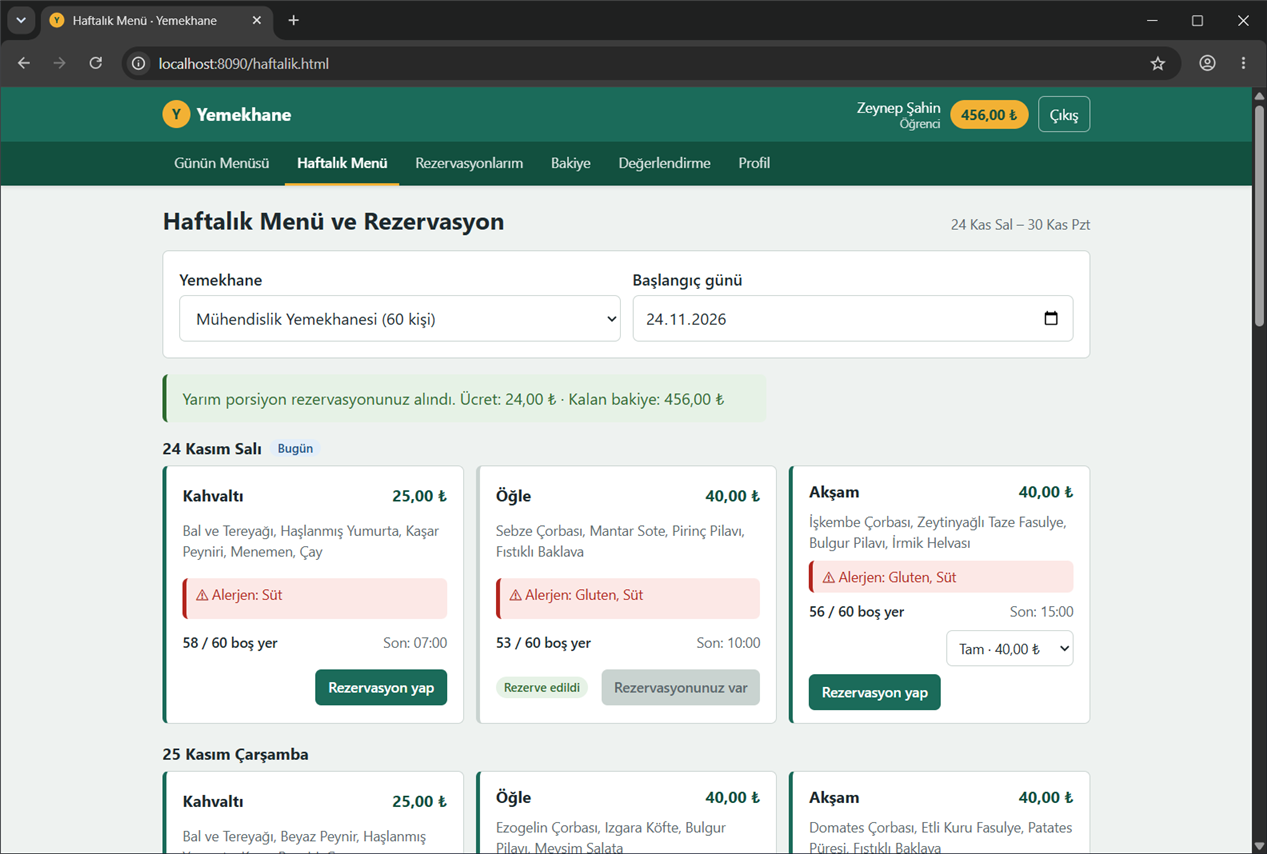 Haftalık Menü · Yemekhane
localhost:8090/haftalik.html
Y
Yemekhane
Zeynep Şahin
Öğrenci
456,00 ₺
Çıkış
Günün Menüsü
Haftalık Menü
Rezervasyonlarım
Bakiye
Değerlendirme
Profil
Haftalık Menü ve Rezervasyon
24 Kas Sal – 30 Kas Pzt
Yemekhane
Mühendislik Yemekhanesi (60 kişi)
Başlangıç günü
24.11.2026
Yarım porsiyon rezervasyonunuz alındı. Ücret: 24,00 ₺ · Kalan bakiye: 456,00 ₺
24 Kasım Salı
Bugün
Kahvaltı
25,00 ₺
Bal ve Tereyağı, Haşlanmış Yumurta, Kaşar
Peyniri, Menemen, Çay
⚠ Alerjen: Süt
58 / 60 boş yer
Son: 07:00
Rezervasyon yap
Öğle
40,00 ₺
Sebze Çorbası, Mantar Sote, Pirinç Pilavı,
Fıstıklı Baklava
⚠ Alerjen: Gluten, Süt
53 / 60 boş yer
Son: 10:00
Rezerve edildi
Rezervasyonunuz var
Akşam
40,00 ₺
İşkembe Çorbası, Zeytinyağlı Taze Fasulye,
Bulgur Pilavı, İrmik Helvası
⚠ Alerjen: Gluten, Süt
56 / 60 boş yer
Son: 15:00
Tam · 40,00 ₺
Rezervasyon yap
25 Kasım Çarşamba
Kahvaltı
25,00 ₺
Bal ve Tereyağı, Beyaz Peynir, Haşlanmış
Öğle
40,00 ₺
Ezogelin Çorbası, Izgara Köfte, Bulgur
Pilavı, Mevsim Salata
Akşam
40,00 ₺
Domates Çorbası, Etli Kuru Fasulye, Patates
Püresi, Fıstıklı Baklava